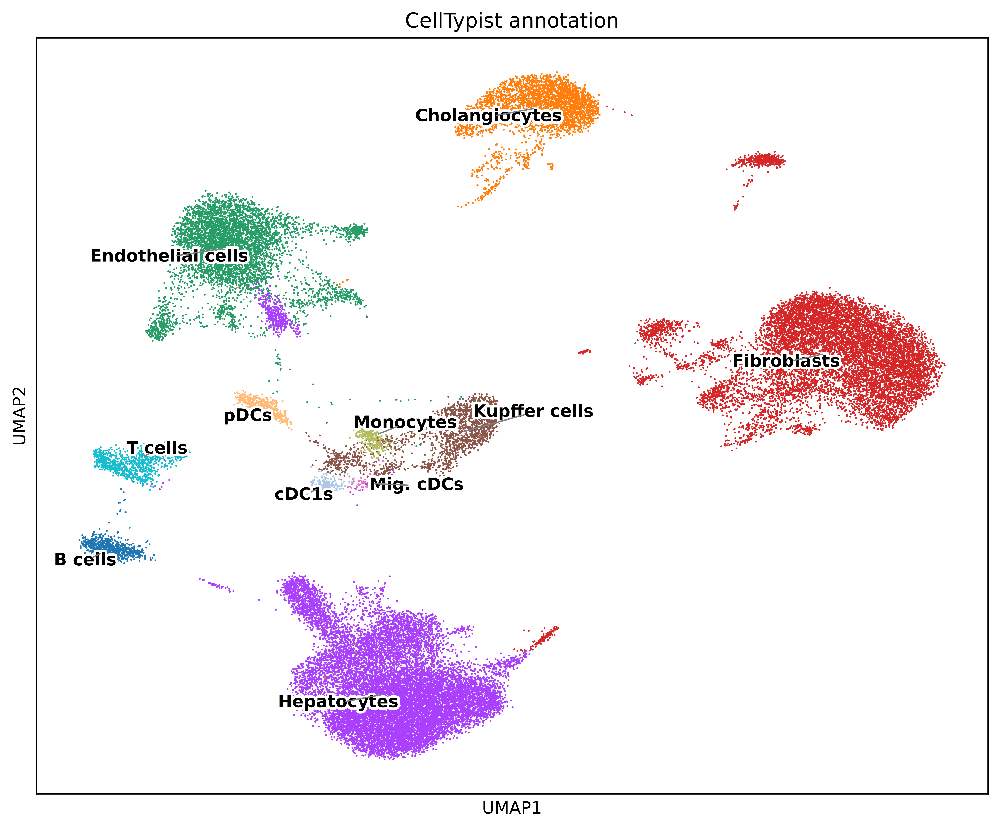 CellTypist annotation
Cholangiocytes
Endothelial cells
Fibroblasts
Kupffer cells
pDCs
Monocytes
T cells
Mig. cDCs
cDC1s
B cells
Hepatocytes
UMAP2
UMAP1